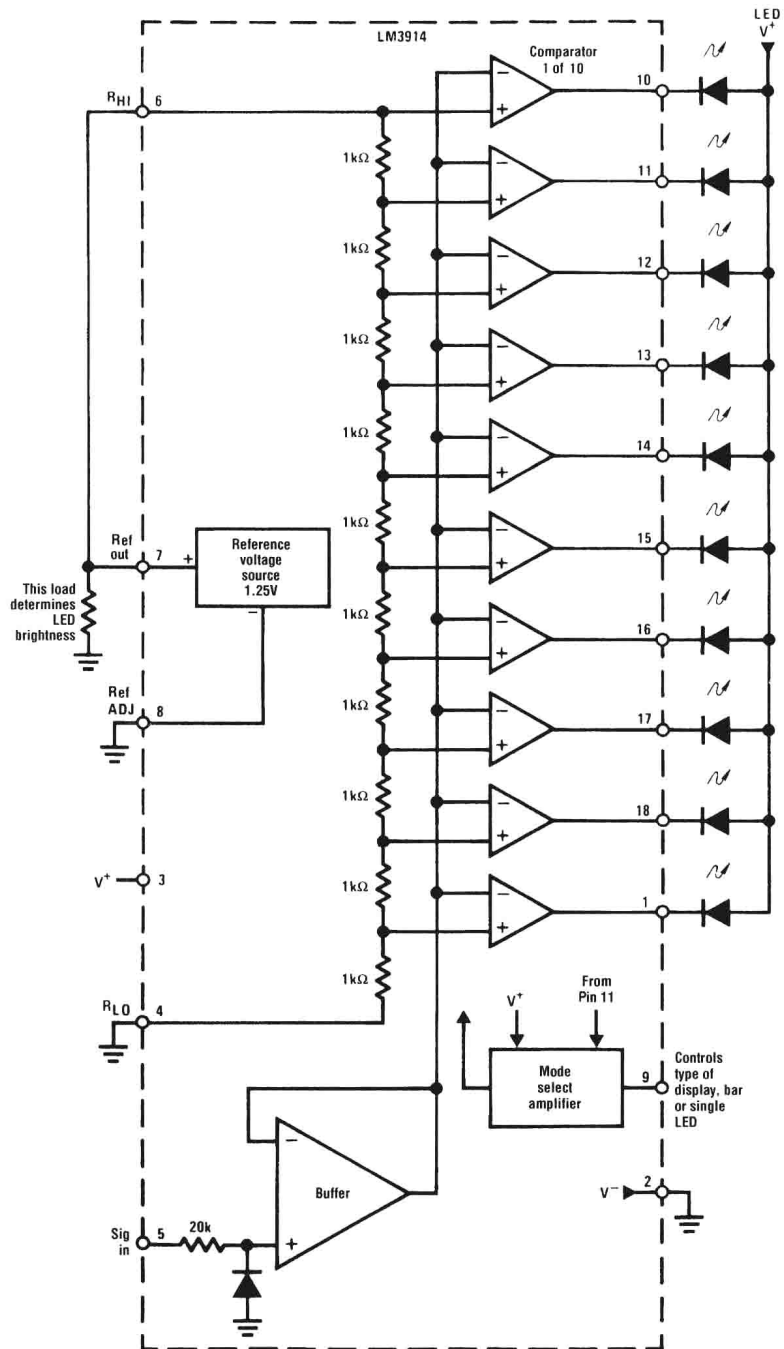 LED
V+
LM3914
Comparator
1 of 10
10
RHI
6
1kΩ
11
1kΩ
12
1kΩ
13
1kΩ
14
1kΩ
15
Ref
out
7
+
Reference
voltage
source
1.25V
−
This load
determines
LED
brightness
1kΩ
16
1kΩ
17
Ref
ADJ
8
1kΩ
18
1kΩ
1
V+
3
1kΩ
RLO
4
V+
From
Pin 11
Mode
select
amplifier
9
Controls
type of
display, bar
or single
LED
−
Buffer
+
V−
2
Sig
in
5
20k
−
+
−
+
−
+
−
+
−
+
−
+
−
+
−
+
−
+
−
+